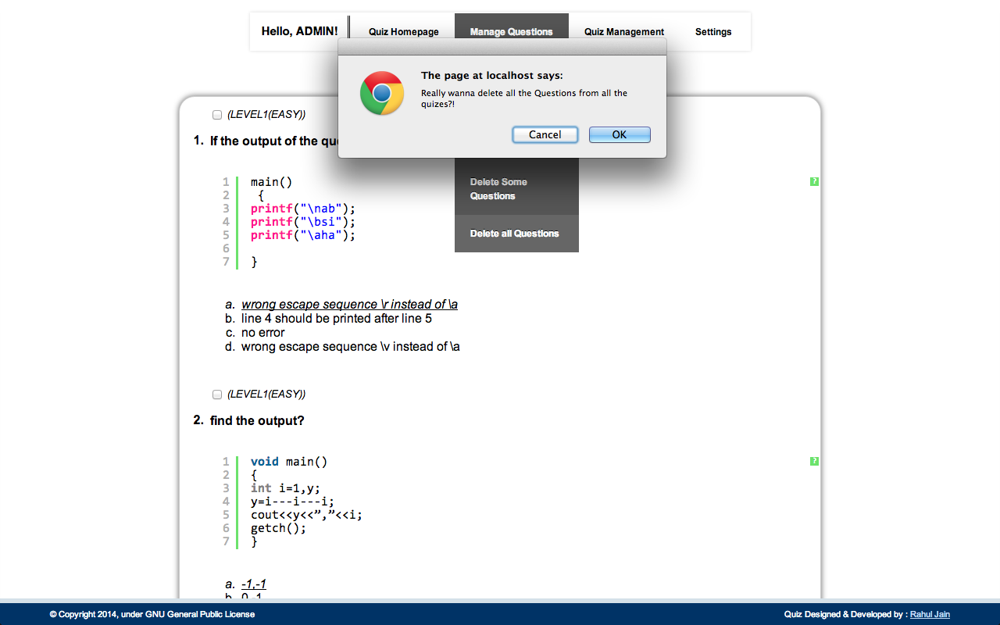 Hello, ADMIN!
Quiz Homepage
Manage Questions
Quiz Management
Settings
The page at localhost says:
Really wanna delete all the Questions from all the
quizes?!
Cancel
OK
(LEVEL1(EASY))
1. If the output of the
Delete Some
Questions
Delete all Questions
1 main()
2 {
3 printf("\nab");
4 printf("\bsi");
5 printf("\aha");
6
7 }
?
a. wrong escape sequence \r instead of \a
b. line 4 should be printed after line 5
c. no error
d. wrong escape sequence \v instead of \a
(LEVEL1(EASY))
2. find the output?
1 void main()
2 {
3 int i=1,y;
4 y=i---i---i;
5 cout<<y<<”,”<<i;
6 getch();
7 }
?
a. -1,-1
© Copyright 2014, under GNU General Public License
Quiz Designed & Developed by : Rahul Jain